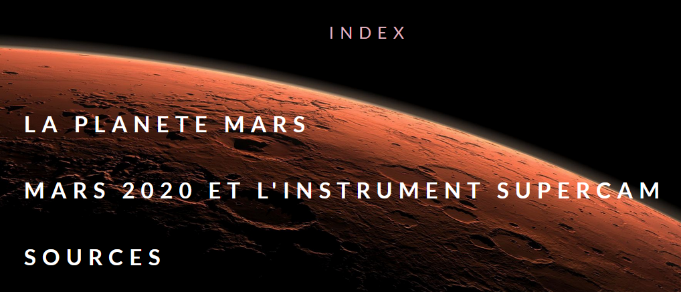 INDEX
LA PLANETE MARS
MARS 2020 ET L'INSTRUMENT SUPERCAM
SOURCES